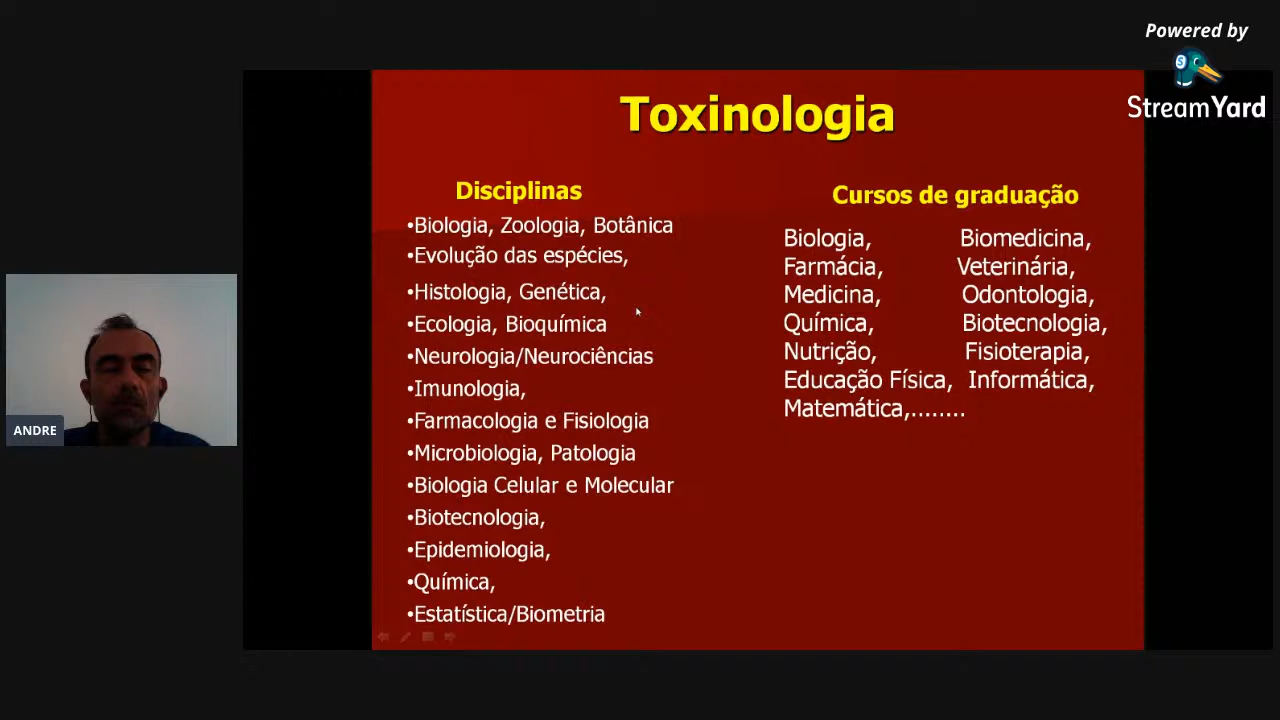 Powered by
StreamYard
Toxinologia
Disciplinas
•Biologia, Zoologia, Botânica
•Evolução das espécies,
•Histologia, Genética,
•Ecologia, Bioquímica
•Neurologia/Neurociências
•Imunologia,
•Farmacologia e Fisiologia
•Microbiologia, Patologia
•Biologia Celular e Molecular
•Biotecnologia,
•Epidemiologia,
•Química,
•Estatística/Biometria
Cursos de graduação
Biologia, Biomedicina,
Farmácia, Veterinária,
Medicina, Odontologia,
Química, Biotecnologia,
Nutrição, Fisioterapia,
Educação Física, Informática,
Matemática,........
ANDRE